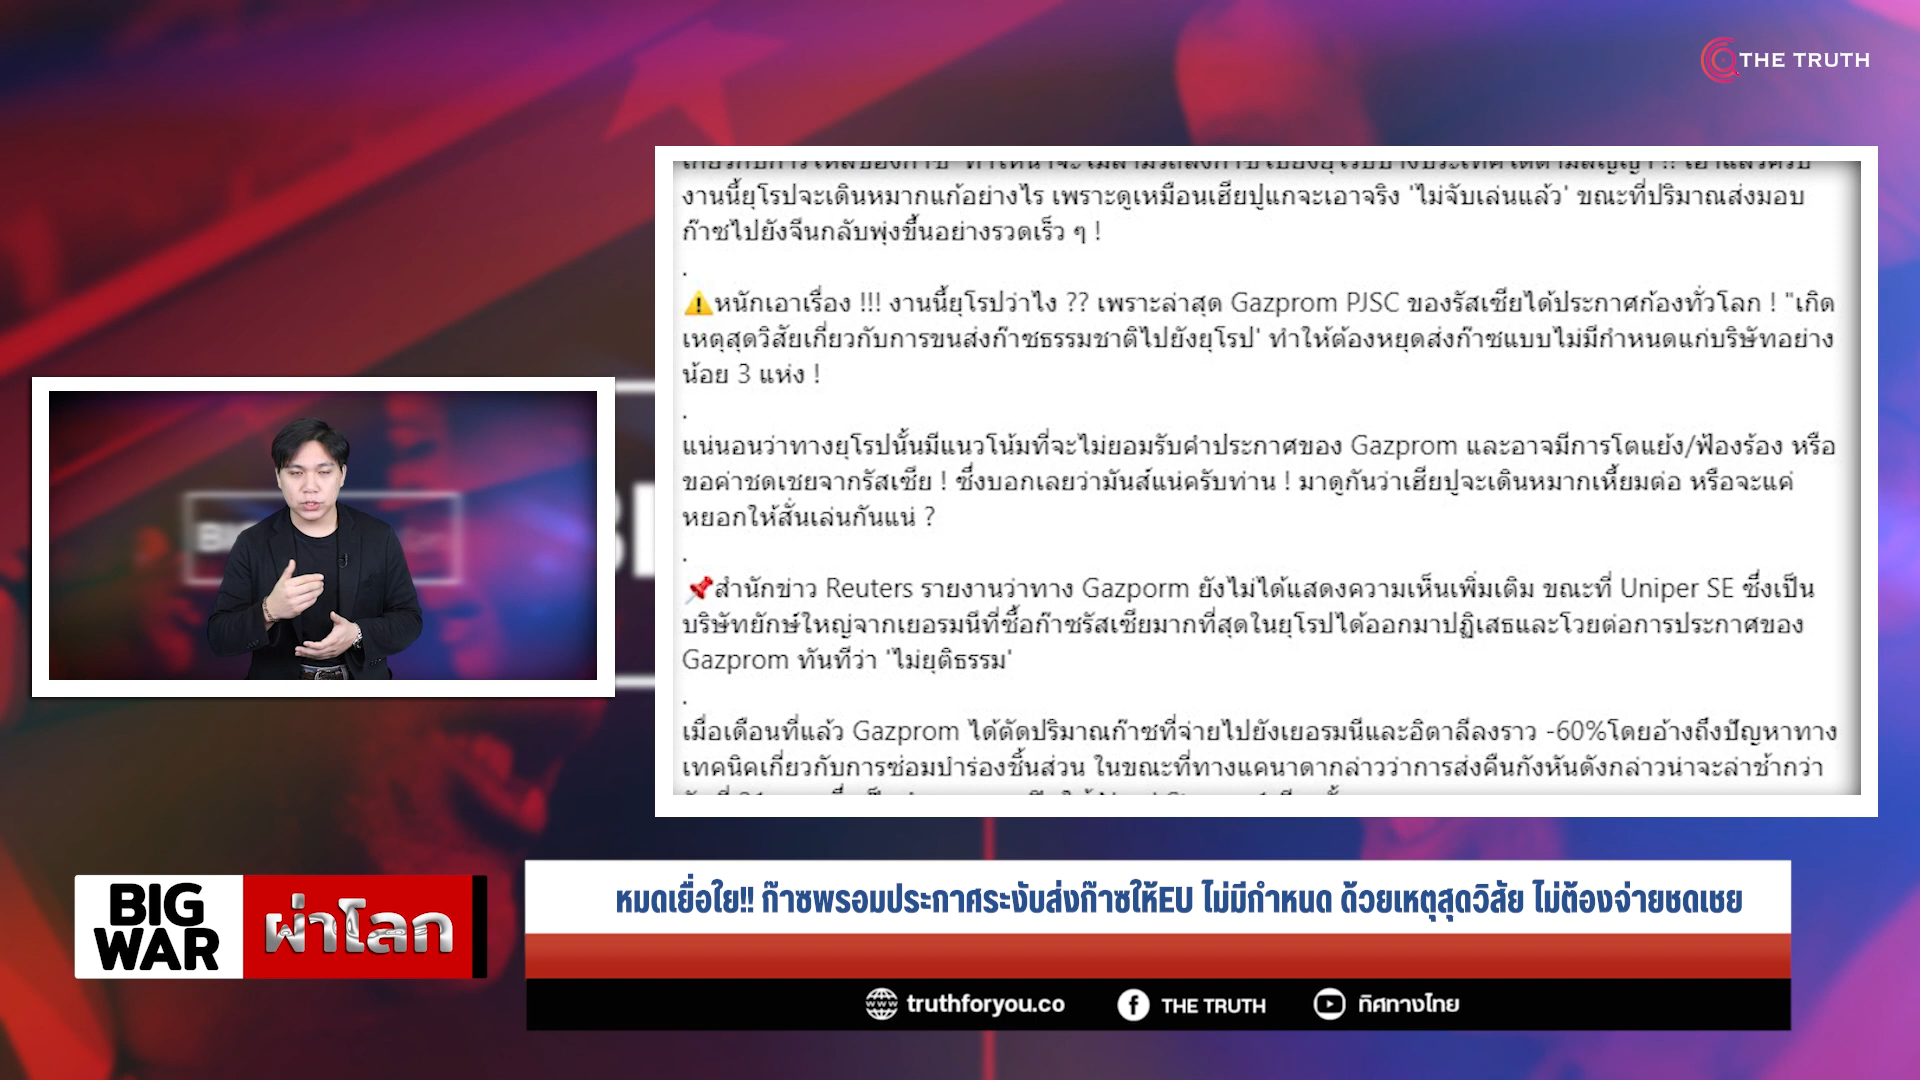 THE TRUTH
งานนี้ยุโรปจะเดินหมากแก้อย่างไร เพราะดูเหมือนเฮียปูแกจะเอาจริง 'ไม่จับเล่นแล้ว' ขณะที่ปริมาณส่งมอบ
ก๊าซไปยังจีนกลับพุ่งขึ้นอย่างรวดเร็ว ๆ !
.
⚠️หนักเอาเรื่อง !!! งานนี้ยุโรปว่าไง ?? เพราะล่าสุด Gazprom PJSC ของรัสเซียได้ประกาศก้องทั่วโลก ! "เกิด
เหตุสุดวิสัยเกี่ยวกับการขนส่งก๊าซธรรมชาติไปยังยุโรป' ทำให้ต้องหยุดส่งก๊าซแบบไม่มีกำหนดแก่บริษัทอย่าง
น้อย 3 แห่ง !
.
แน่นอนว่าทางยุโรปนั้นมีแนวโน้มที่จะไม่ยอมรับคำประกาศของ Gazprom และอาจมีการโตแย้ง/ฟ้องร้อง หรือ
ขอค่าชดเชยจากรัสเซีย ! ซึ่งบอกเลยว่ามันส์แน่ครับท่าน ! มาดูกันว่าเฮียปูจะเดินหมากเหี้ยมต่อ หรือจะแค่
หยอกให้สั่นเล่นกันแน่ ?
.
📌สำนักข่าว Reuters รายงานว่าทาง Gazporm ยังไม่ได้แสดงความเห็นเพิ่มเติม ขณะที่ Uniper SE ซึ่งเป็น
บริษัทยักษ์ใหญ่จากเยอรมนีที่ซื้อก๊าซรัสเซียมากที่สุดในยุโรปได้ออกมาปฏิเสธและโวยต่อการประกาศของ
Gazprom ทันทีว่า 'ไม่ยุติธรรม'
.
เมื่อเดือนที่แล้ว Gazprom ได้ตัดปริมาณก๊าซที่จ่ายไปยังเยอรมนีและอิตาลีลงราว -60%โดยอ้างถึงปัญหาทาง
เทคนิคเกี่ยวกับการซ่อมบำรุงชิ้นส่วน ในขณะที่ทางแคนาดากล่าวว่าการส่งคืนกังหันดังกล่าวน่าจะล่าช้ากว่า
BIG
WAR
ผ่าโลก
หมดเยื่อใย!! ก๊าซพรอมประกาศระงับส่งก๊าซให้EU ไม่มีกำหนด ด้วยเหตุสุดวิสัย ไม่ต้องจ่ายชดเชย
truthforyou.co THE TRUTH ทิศทางไทย